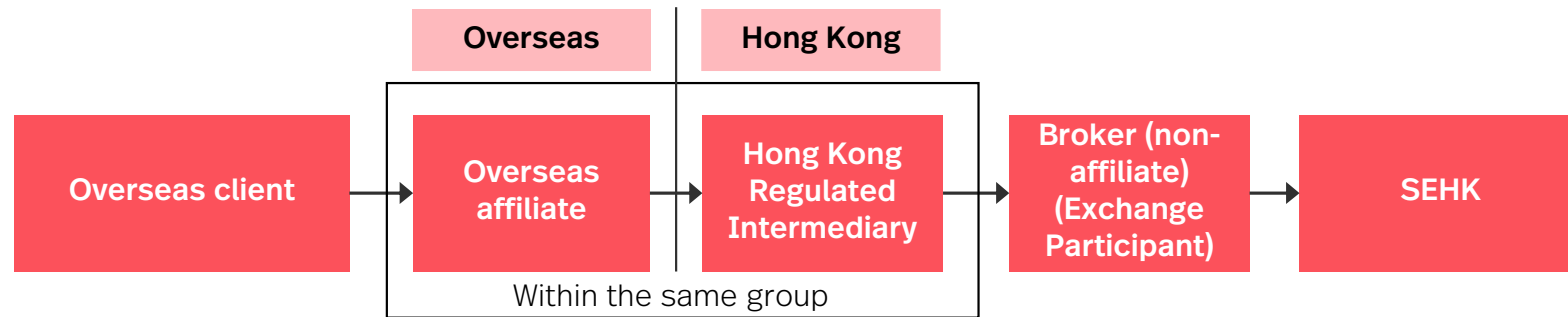 Overseas
Hong Kong
Overseas client
Overseas
affiliate
Hong Kong
Regulated
Intermediary
Broker (non-
affiliate)
(Exchange
Participant)
SEHK
Within the same group